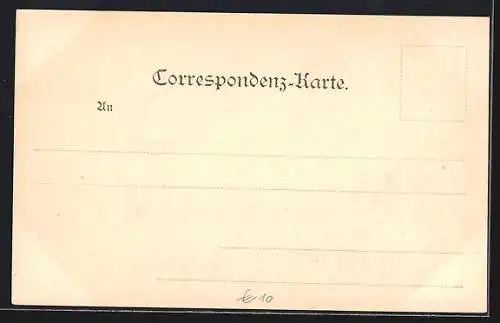 Correspondenz-Karte.
An
€ 10